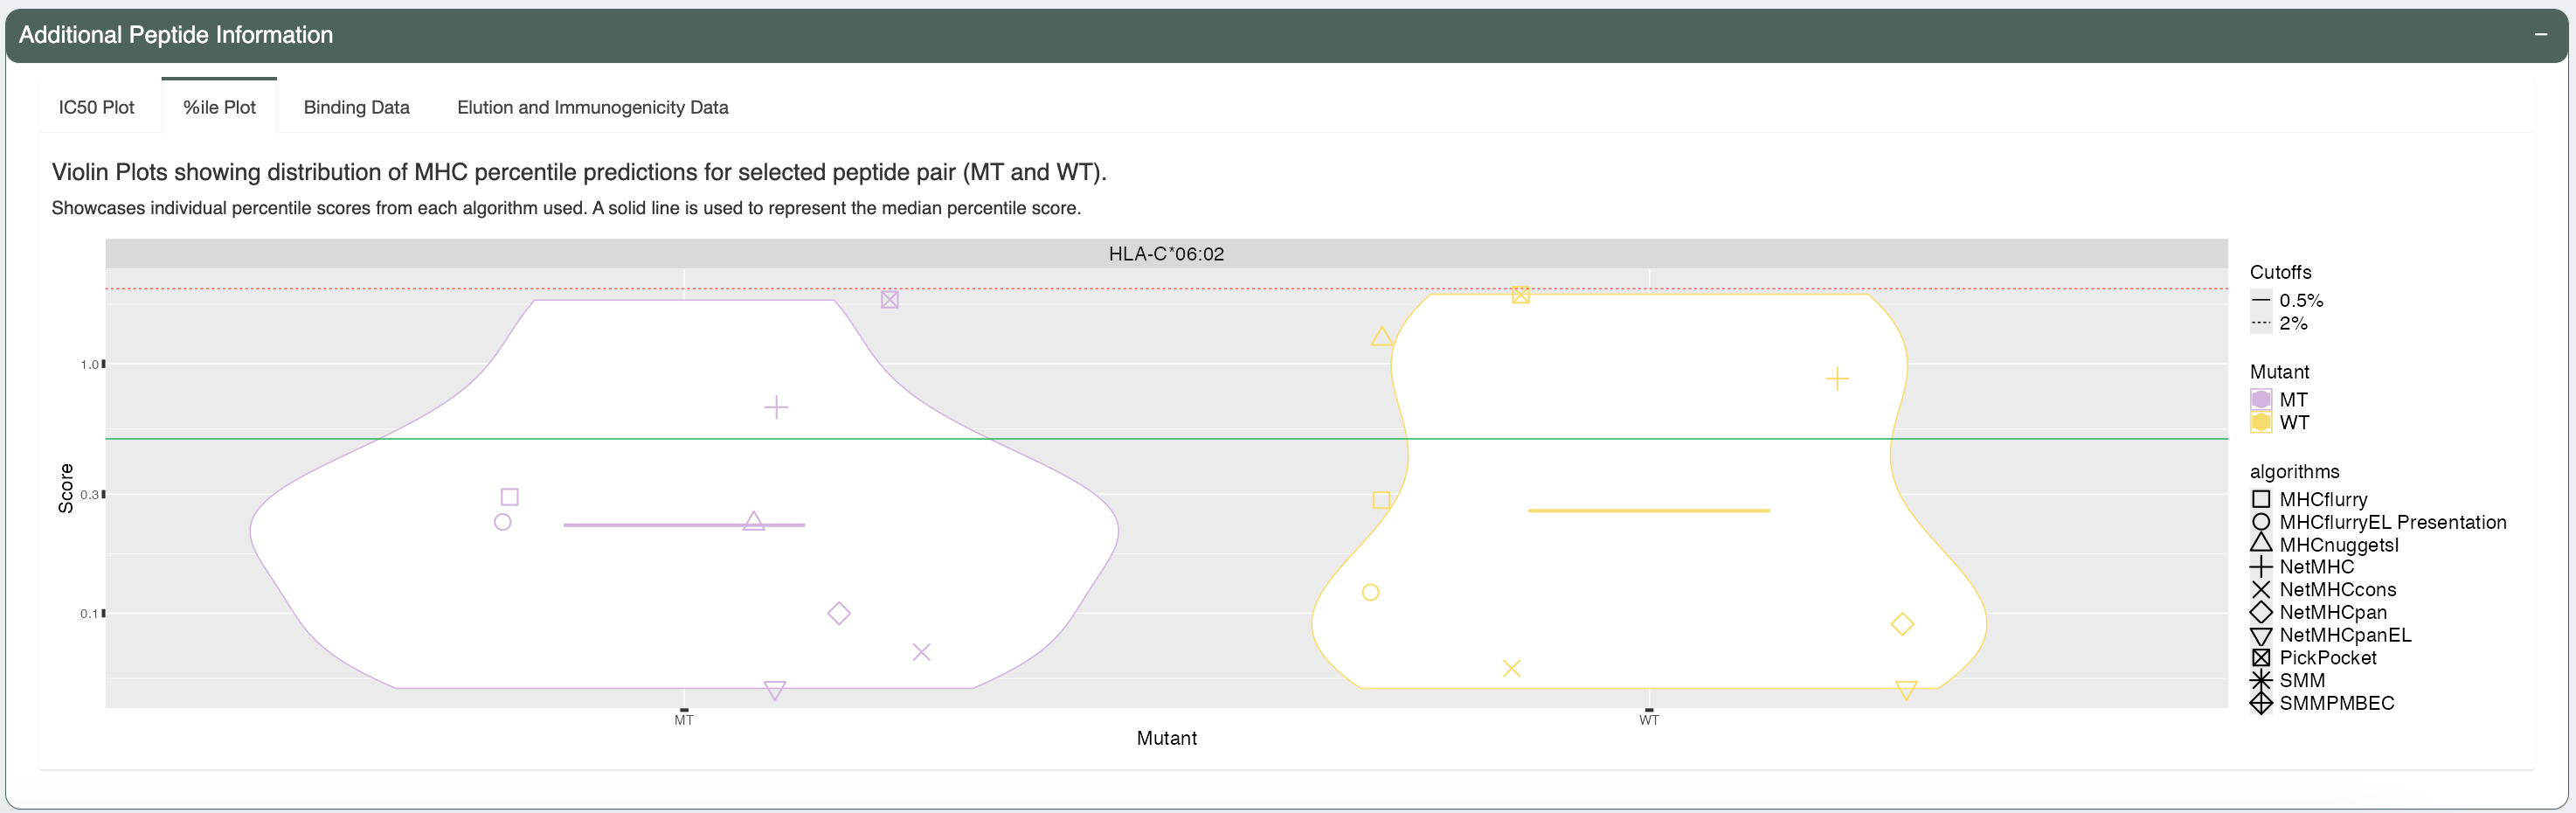 Additional Peptide Information
IC50 Plot
%ile Plot
Binding Data
Elution and Immunogenicity Data
Violin Plots showing distribution of MHC percentile predictions for selected peptide pair (MT and WT).
Showcases individual percentile scores from each algorithm used. A solid line is used to represent the median percentile score.
HLA-C*06:02
Score
1.0
0.3
0.1
MT
WT
Mutant
Cutoffs
0.5%
2%
Mutant
MT
WT
algorithms
MHCflurry
MHCflurryEL Presentation
MHCnuggetsI
NetMHC
NetMHCcons
NetMHCpan
NetMHCpanEL
PickPocket
SMM
SMMPMBEC